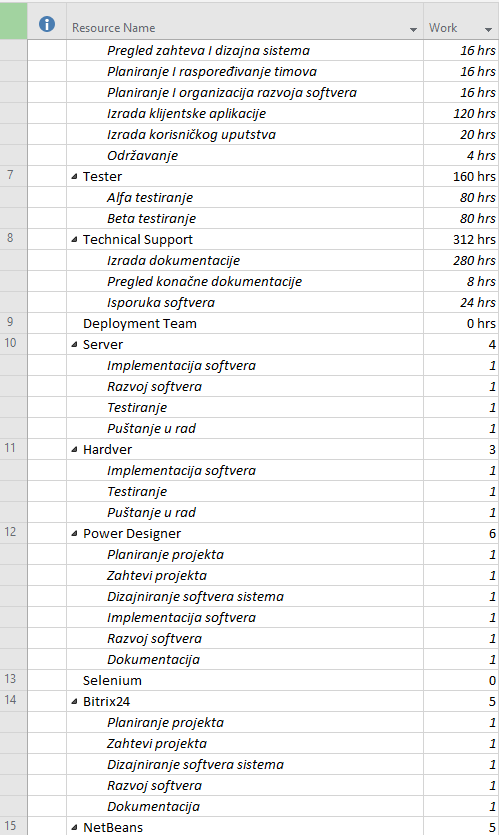 Resource Name Work
Pregled zahteva I dizajna sistema 16 hrs
Planiranje I raspoređivanje timova 16 hrs
Planiranje I organizacija razvoja softvera 16 hrs
Izrada klijentske aplikacije 120 hrs
Izrada korisničkog uputstva 20 hrs
Održavanje 4 hrs
7 Tester 160 hrs
Alfa testiranje 80 hrs
Beta testiranje 80 hrs
8 Technical Support 312 hrs
Izrada dokumentacije 280 hrs
Pregled konačne dokumentacije 8 hrs
Isporuka softvera 24 hrs
9 Deployment Team 0 hrs
10 Server 4
Implementacija softvera 1
Razvoj softvera 1
Testiranje 1
Puštanje u rad 1
11 Hardver 3
Implementacija softvera 1
Testiranje 1
Puštanje u rad 1
12 Power Designer 6
Planiranje projekta 1
Zahtevi projekta 1
Dizajniranje softvera sistema 1
Implementacija softvera 1
Razvoj softvera 1
Dokumentacija 1
13 Selenium 0
14 Bitrix24 5
Planiranje projekta 1
Zahtevi projekta 1
Dizajniranje softvera sistema 1
Razvoj softvera 1
Dokumentacija 1
15 NetBeans 5